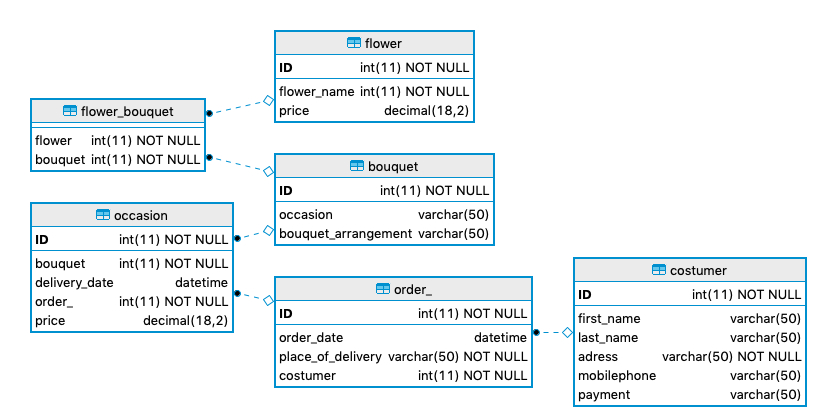 flower
ID int(11) NOT NULL
flower_name int(11) NOT NULL
price decimal(18,2)
flower_bouquet
flower int(11) NOT NULL
bouquet int(11) NOT NULL
bouquet
ID int(11) NOT NULL
occasion varchar(50)
bouquet_arrangement varchar(50)
occasion
ID int(11) NOT NULL
bouquet int(11) NOT NULL
delivery_date datetime
order_ int(11) NOT NULL
price decimal(18,2)
order_
ID int(11) NOT NULL
order_date datetime
place_of_delivery varchar(50) NOT NULL
costumer int(11) NOT NULL
costumer
ID int(11) NOT NULL
first_name varchar(50)
last_name varchar(50)
adress varchar(50) NOT NULL
mobilephone varchar(50)
payment varchar(50)